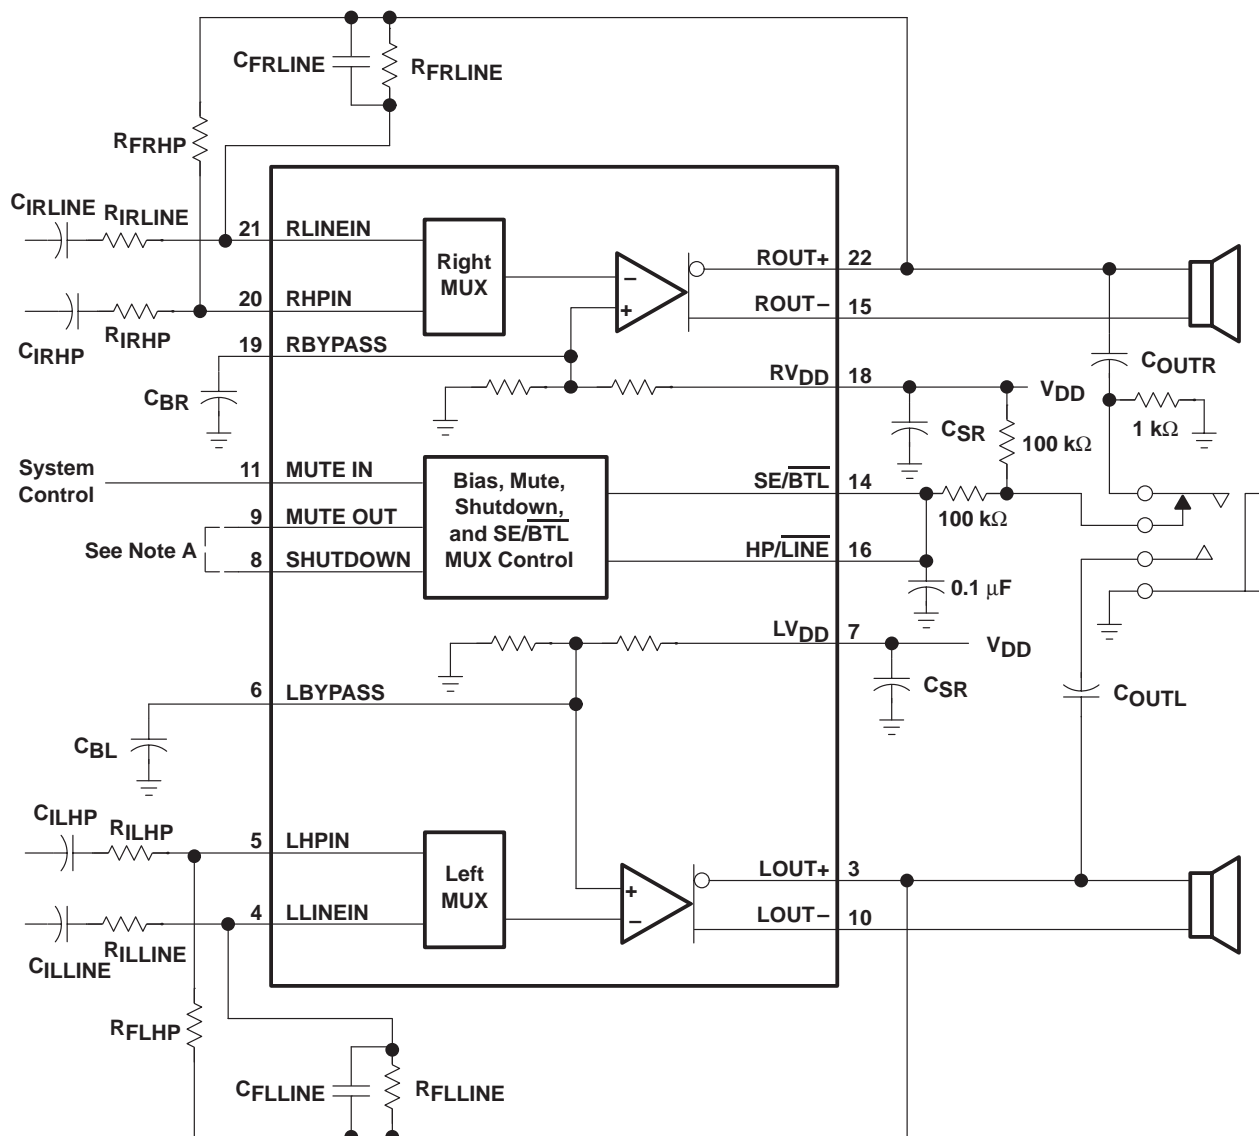 CFRLINE
RFRLINE
RFRHP
CIRLINE
RIRLINE
21 RLINEIN
Right
MUX
ROUT+ 22
20 RHPIN
ROUT− 15
CIRHP
RIRHP
19 RBYPASS
COUTR
CBR
RVDD 18
VDD
CSR
100 kΩ
1 kΩ
System
Control
11 MUTE IN
Bias, Mute,
Shutdown,
and SE/BTL
MUX Control
SE/BTL 14
100 kΩ
9 MUTE OUT
See Note A
8 SHUTDOWN
HP/LINE 16
0.1 μF
LVDD 7
VDD
6 LBYPASS
CSR
COUTL
CBL
CILHP
RILHP
5 LHPIN
Left
MUX
LOUT+ 3
4 LLINEIN
LOUT− 10
CILLINE
RILLINE
RFLHP
CFLLINE
RFLLINE
+
−
+
−